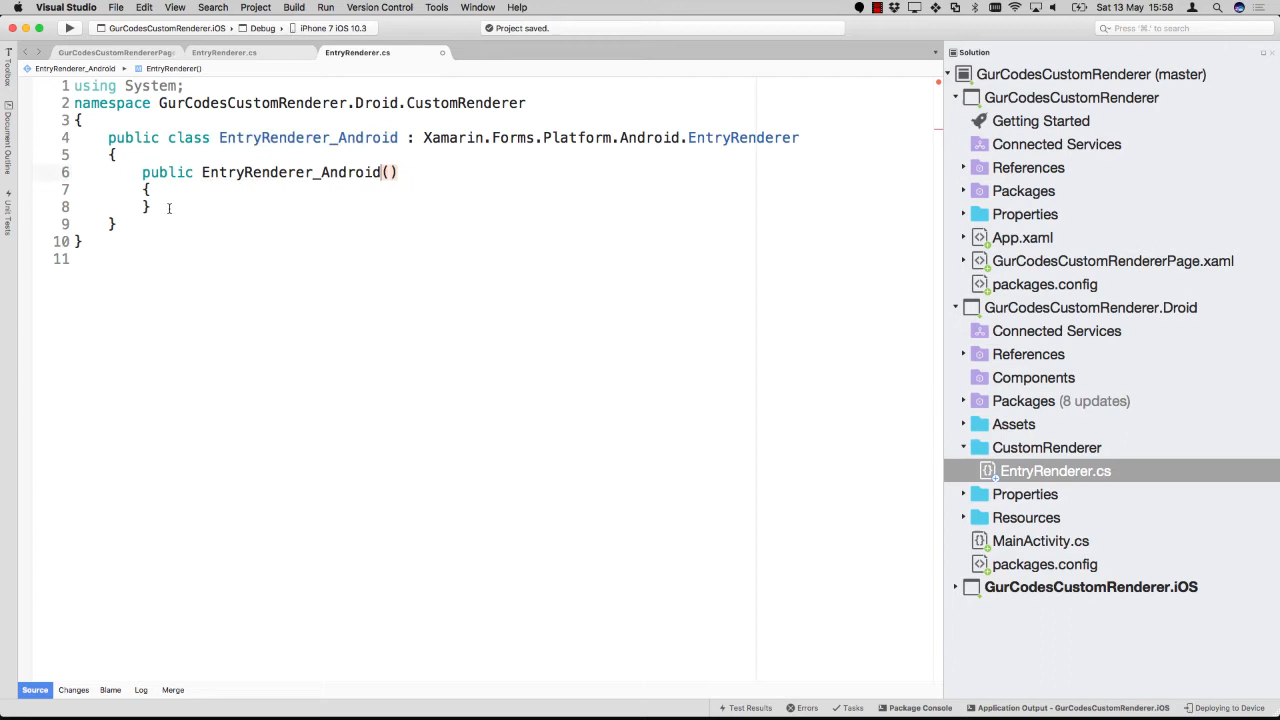 Visual Studio File Edit View Search Project Build Run Version Control Tools Window Help Sat 13 May 15:58
GurCodesCustomRenderer.iOS Debug iPhone 7 iOS 10.3 Project saved. Press '⌘.' to search
GurCodesCustomRendererPage EntryRenderer.cs EntryRenderer.cs Solution
EntryRenderer_Android EntryRenderer()
Toolbox
Document Outline
Unit Tests
1 using System;
2 namespace GurCodesCustomRenderer.Droid.CustomRenderer
3 {
4 public class EntryRenderer_Android : Xamarin.Forms.Platform.Android.EntryRenderer
5 {
6 public EntryRenderer_Android()
7 {
8 }
9 }
10 }
11
GurCodesCustomRenderer (master)
GurCodesCustomRenderer
Getting Started
Connected Services
References
Packages
Properties
App.xaml
GurCodesCustomRendererPage.xaml
packages.config
GurCodesCustomRenderer.Droid
Connected Services
References
Components
Packages (8 updates)
Assets
CustomRenderer
EntryRenderer.cs
Properties
Resources
MainActivity.cs
packages.config
GurCodesCustomRenderer.iOS
Source Changes Blame Log Merge
Test Results Errors Tasks Package Console Application Output - GurCodesCustomRenderer.iOS Deploying to Device